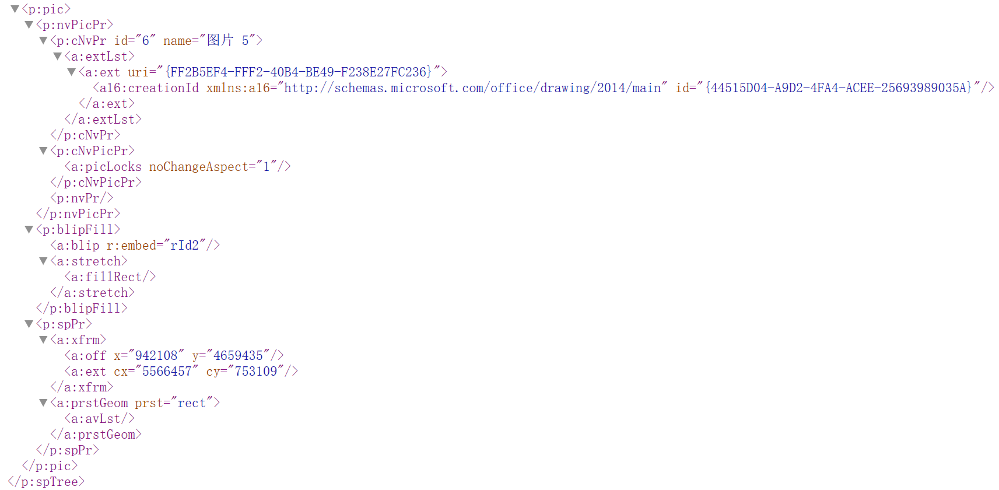 ▼<p:pic>
▼<p:nvPicPr>
▼<p:cNvPr id="6" name="图片 5">
▼<a:extLst>
▼<a:ext uri="{FF2B5EF4-FFF2-40B4-BE49-F238E27FC236}">
<a16:creationId xmlns:a16="http://schemas.microsoft.com/office/drawing/2014/main" id="{44515D04-A9D2-4FA4-ACEE-25693989035A}"/>
</a:ext>
</a:extLst>
</p:cNvPr>
▼<p:cNvPicPr>
<a:picLocks noChangeAspect="1"/>
</p:cNvPicPr>
<p:nvPr/>
</p:nvPicPr>
▼<p:blipFill>
<a:blip r:embed="rId2"/>
▼<a:stretch>
<a:fillRect/>
</a:stretch>
</p:blipFill>
▼<p:spPr>
▼<a:xfrm>
<a:off x="942108" y="4659435"/>
<a:ext cx="5566457" cy="753109"/>
</a:xfrm>
▼<a:prstGeom prst="rect">
<a:avLst/>
</a:prstGeom>
</p:spPr>
</p:pic>
</p:spTree>